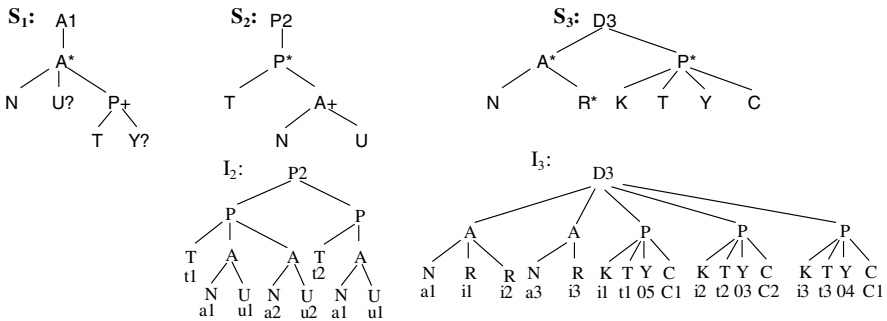 S1: A1 S2: P2 S3: D3
A* P* A* P*
N U? P+ T A+ N R* K T Y C
T Y? N U
I2: P2 I3: D3
P P A A P P P
T A A T A N R R N R K T Y C K T Y C K T Y C
t1 t2 a1 i1 i2 a3 i3 i1 t1 05 C1 i2 t2 03 C2 i3 t3 04 C1
N U N U N U
a1 u1 a2 u2 a1 u1